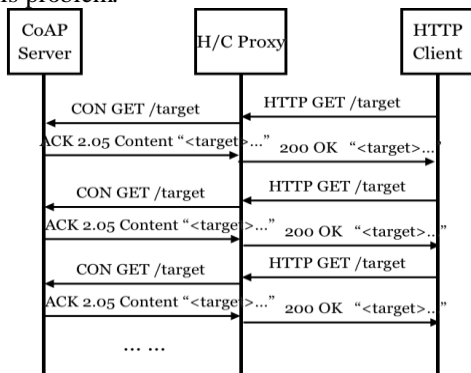 is problem.
CoAP Server
H/C Proxy
HTTP Client
HTTP GET /target
CON GET /target
ACK 2.05 Content “<target>...”
200 OK “<target>...”
HTTP GET /target
CON GET /target
ACK 2.05 Content “<target>...”
200 OK “<target>...”
HTTP GET /target
CON GET /target
ACK 2.05 Content “<target>...”
200 OK “<target>...”
... ...